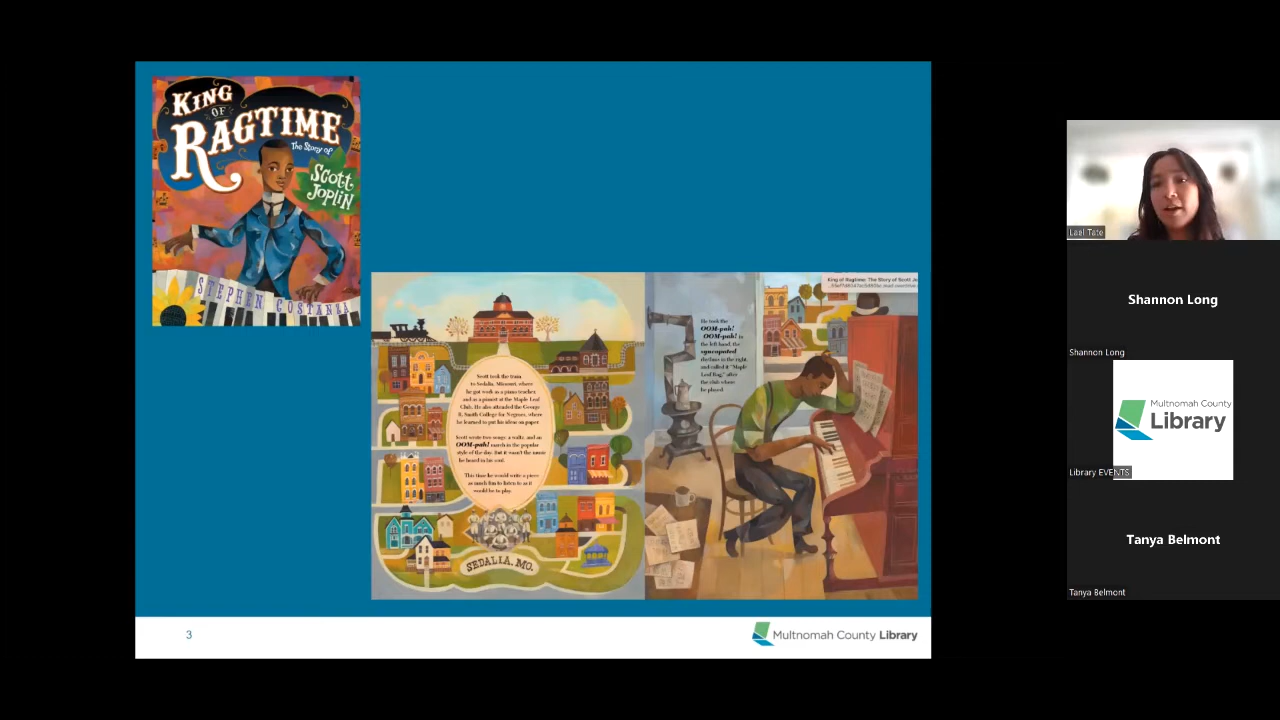 KING
OF
RAGTIME
The Story of
SCOTT
JOPLIN
STEPHEN COSTANZA
Scott took the train
to Sedalia, Missouri, where
he got work as a piano teacher,
and as a pianist at the Maple Leaf
Club. He also attended the George
R. Smith College for Negroes, where
he learned to put his ideas on paper.
Scott wrote two songs, a waltz, and an
OOM-pah! march in the popular
style of the day. But it wasn't the music
he heard in his soul.
This time he would write a piece
as much fun to listen to as it
would be to play.
SEDALIA, MO.
He took the
OOM-pah!
OOM-pah! in
the left hand, the
syncopated
rhythms in the right,
and called it "Maple
Leaf Rag," after
the club where
he played.
King of Ragtime: The Story of Scott Jo
3
Multnomah County Library
Lael Tate
Shannon Long
Shannon Long
Multnomah County
Library
Library EVENTS
Tanya Belmont
Tanya Belmont